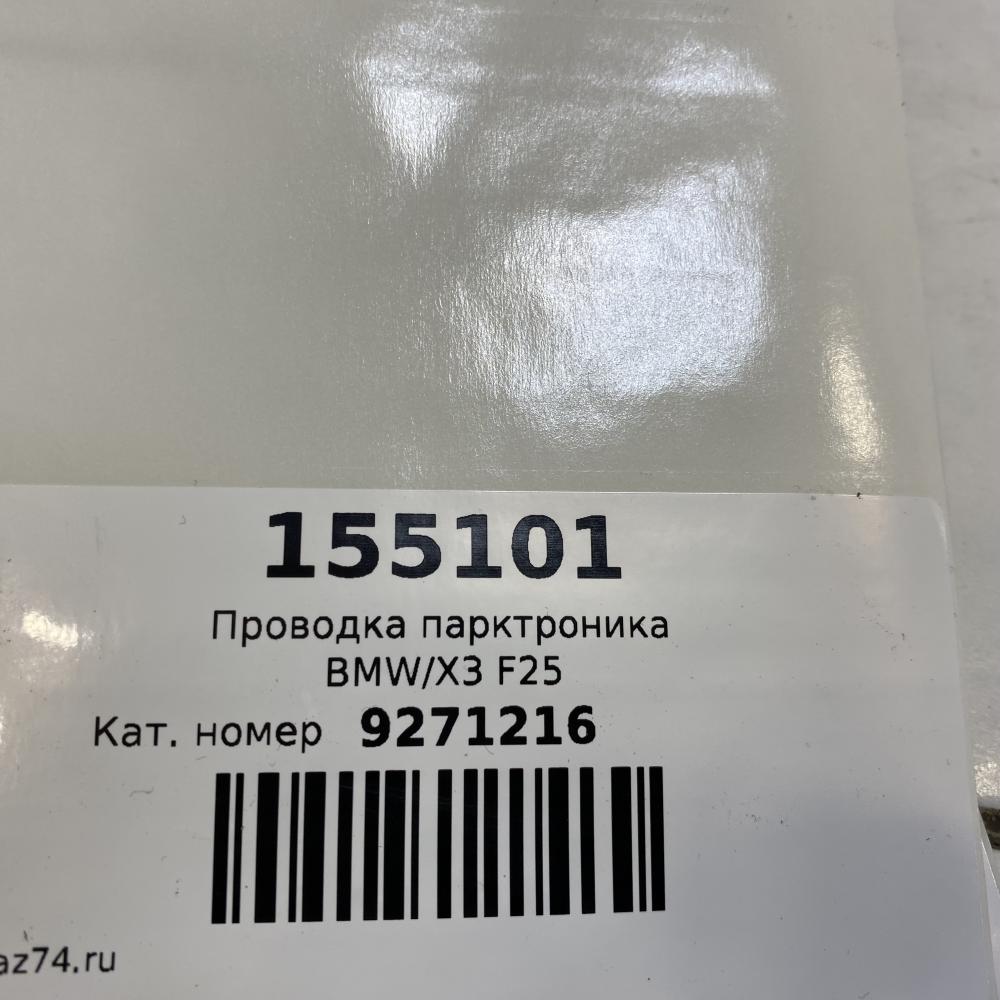 155101
Проводка парктроника
BMW/X3 F25
Кат. номер 9271216
az74.ru